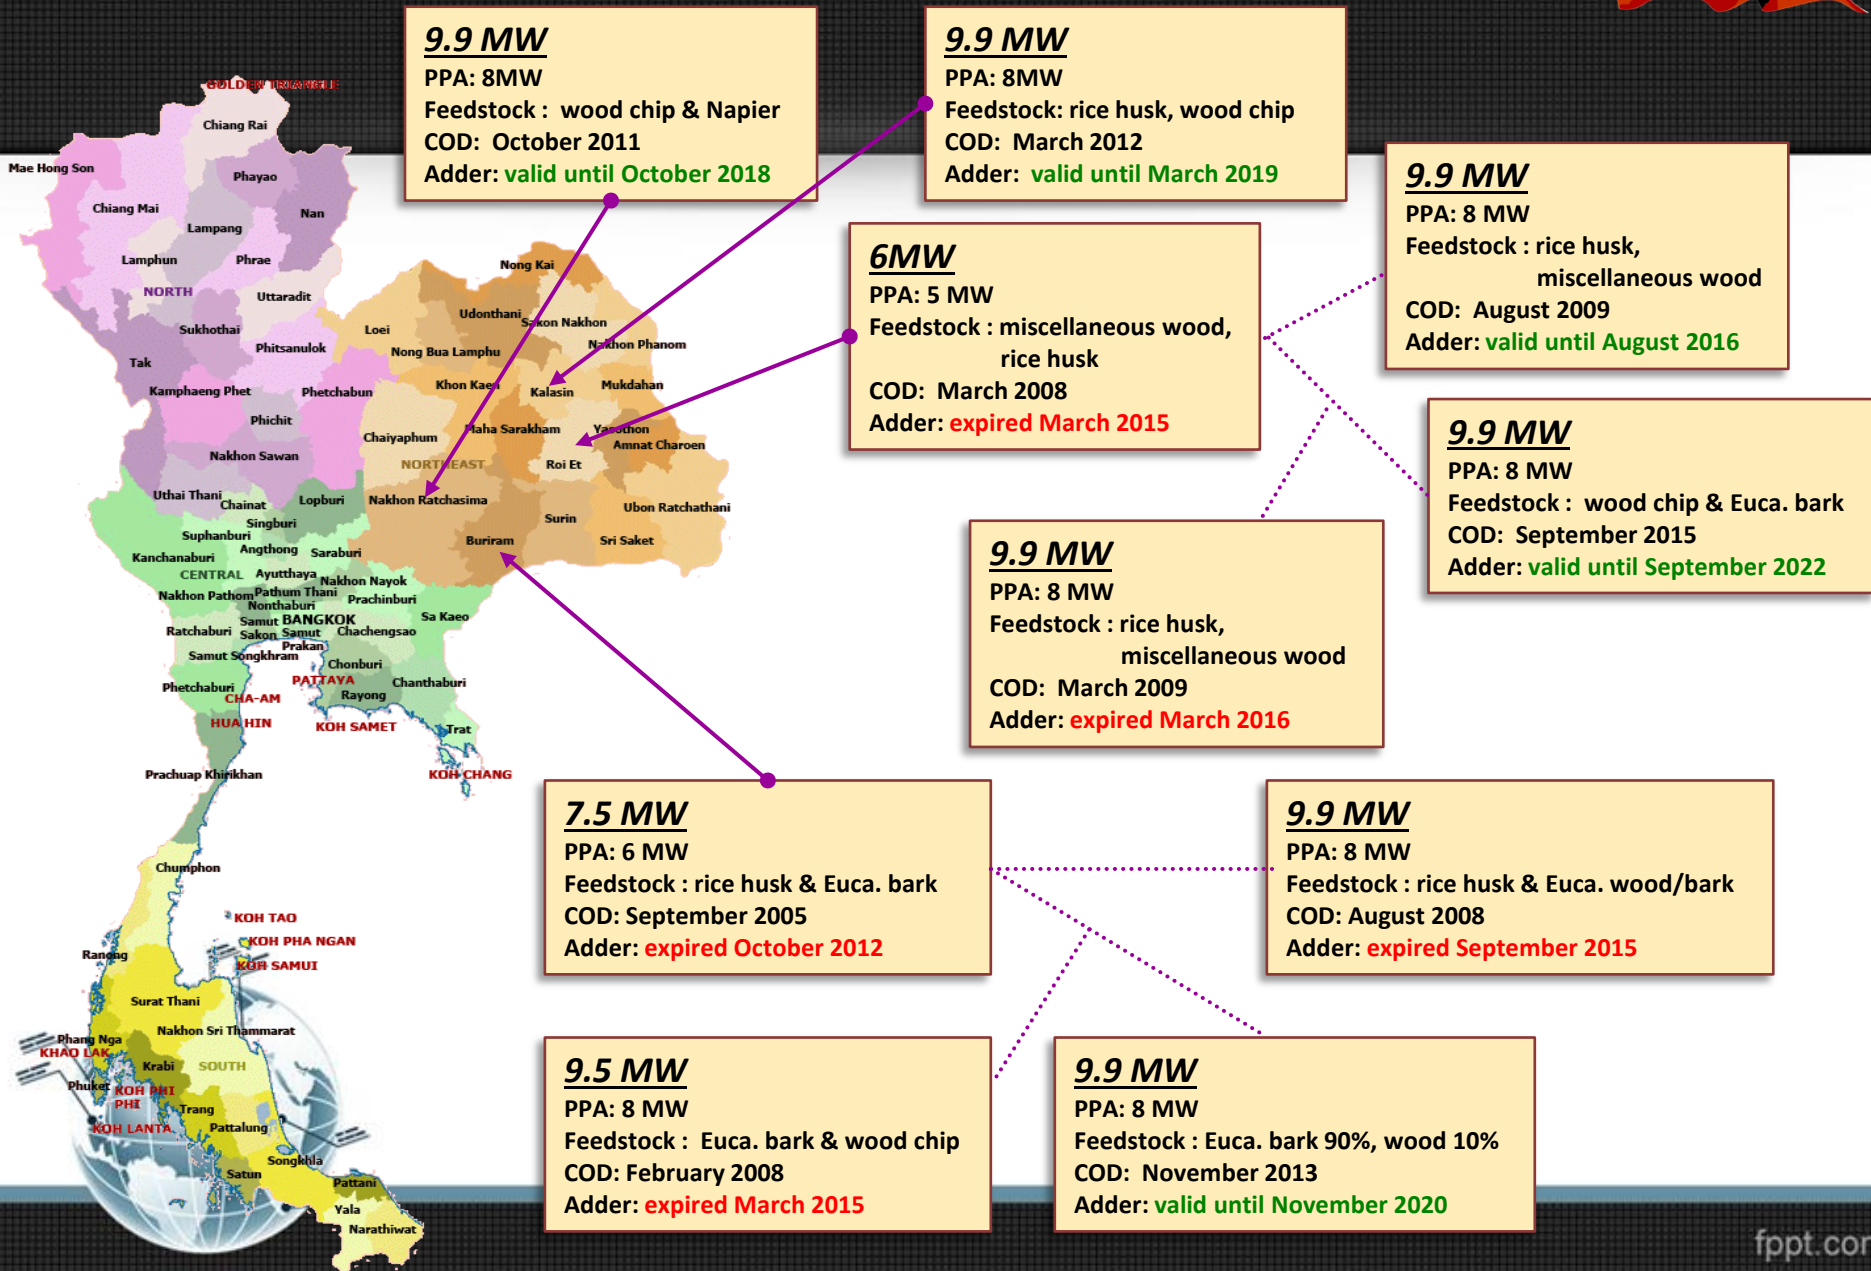 9.9 MW
PPA: 8MW
Feedstock : wood chip & Napier
COD: October 2011
Adder: valid until October 2018
9.9 MW
PPA: 8MW
Feedstock: rice husk, wood chip
COD: March 2012
Adder: valid until March 2019
9.9 MW
PPA: 8 MW
Feedstock : rice husk,
miscellaneous wood
COD: August 2009
Adder: valid until August 2016
6MW
PPA: 5 MW
Feedstock : miscellaneous wood,
rice husk
COD: March 2008
Adder: expired March 2015
9.9 MW
PPA: 8 MW
Feedstock : wood chip & Euca. bark
COD: September 2015
Adder: valid until September 2022
9.9 MW
PPA: 8 MW
Feedstock : rice husk,
miscellaneous wood
COD: March 2009
Adder: expired March 2016
7.5 MW
PPA: 6 MW
Feedstock : rice husk & Euca. bark
COD: September 2005
Adder: expired October 2012
9.9 MW
PPA: 8 MW
Feedstock : rice husk & Euca. wood/bark
COD: August 2008
Adder: expired September 2015
9.5 MW
PPA: 8 MW
Feedstock : Euca. bark & wood chip
COD: February 2008
Adder: expired March 2015
9.9 MW
PPA: 8 MW
Feedstock : Euca. bark 90%, wood 10%
COD: November 2013
Adder: valid until November 2020
GOLDEN TRIANGLE
Chiang Rai
Mae Hong Son
Phayao
Chiang Mai
Nan
Lampang
Lamphun
Phrae
NORTH
Uttaradit
Sukhothai
Phitsanulok
Tak
Kamphaeng Phet
Phetchabun
Phichit
Nakhon Sawan
Uthai Thani
Nong Kai
Udonthani
Sakon Nakhon
Loei
Nakhon Phanom
Nong Bua Lamphu
Khon Kaen
Kalasin
Mukdahan
Chaiyaphum
Maha Sarakham
Yasothon
Amnat Charoen
NORTHEAST
Roi Et
Nakhon Ratchasima
Surin
Ubon Ratchathani
Buriram
Sri Saket
Chainat
Lopburi
Singburi
Suphanburi
Angthong
Saraburi
Kanchanaburi
CENTRAL
Ayutthaya
Nakhon Nayok
Nakhon Pathom
Pathum Thani
Prachinburi
Nonthaburi
Samut
Sakon
BANGKOK
Samut
Prakan
Sa Kaeo
Ratchaburi
Chachengsao
Samut Songkhram
Chonburi
Phetchaburi
PATTAYA
Chanthaburi
CHA-AM
Rayong
HUA HIN
KOH SAMET
Trat
Prachuap Khirikhan
KOH CHANG
Chumphon
KOH TAO
KOH PHA NGAN
Ranong
KOH SAMUI
Surat Thani
Nakhon Sri Thammarat
Phang Nga
KHAO LAK
Krabi
SOUTH
Phuket
KOH PHI
PHI
Trang
KOH LANTA
Pattalung
Songkhla
Satun
Pattani
Yala
Narathiwat
fppt.com